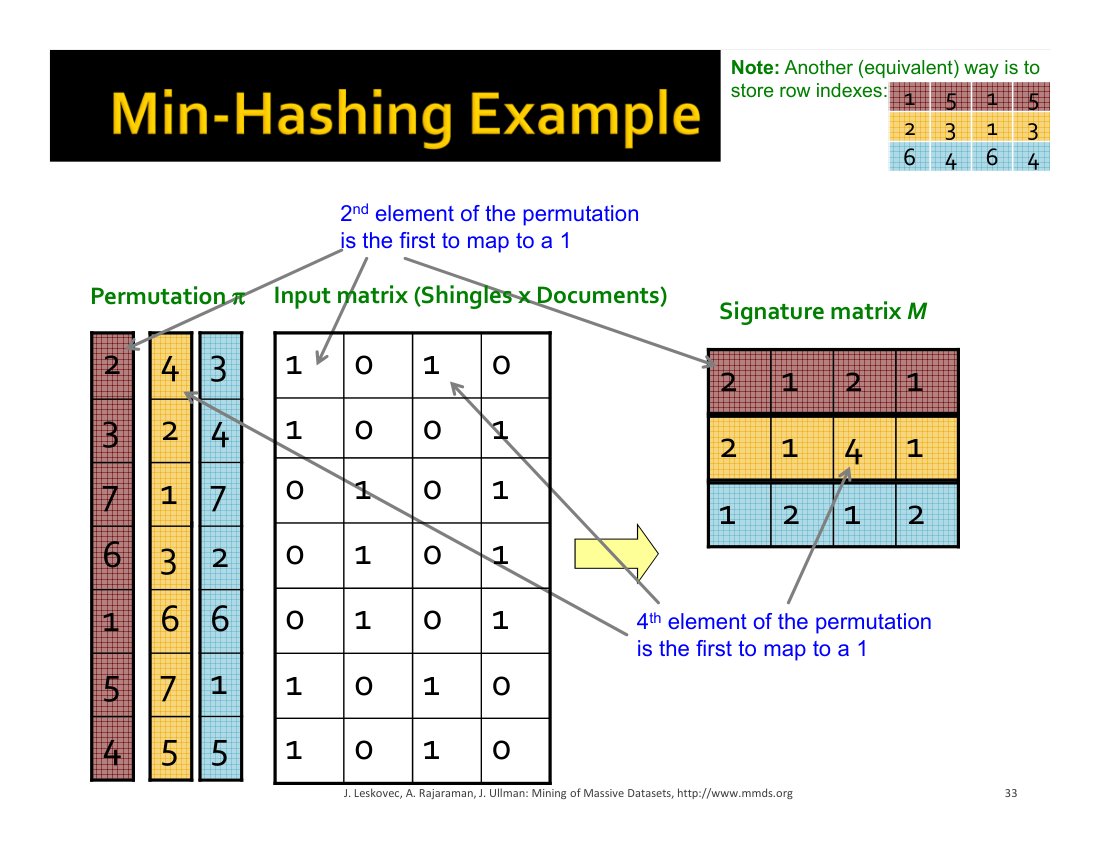 Min-Hashing Example
Note: Another (equivalent) way is to
store row indexes:
1 5 1 5
2 3 1 3
6 4 6 4
2nd element of the permutation
is the first to map to a 1
Permutation π
Input matrix (Shingles x Documents)
Signature matrix M
2 4 3 1 0 1 0
3 2 4 1 0 0 1
7 1 7 0 1 0 1
6 3 2 0 1 0 1
1 6 6 0 1 0 1
5 7 1 1 0 1 0
4 5 5 1 0 1 0
2 1 2 1
2 1 4 1
1 2 1 2
4th element of the permutation
is the first to map to a 1
J. Leskovec, A. Rajaraman, J. Ullman: Mining of Massive Datasets, http://www.mmds.org
33